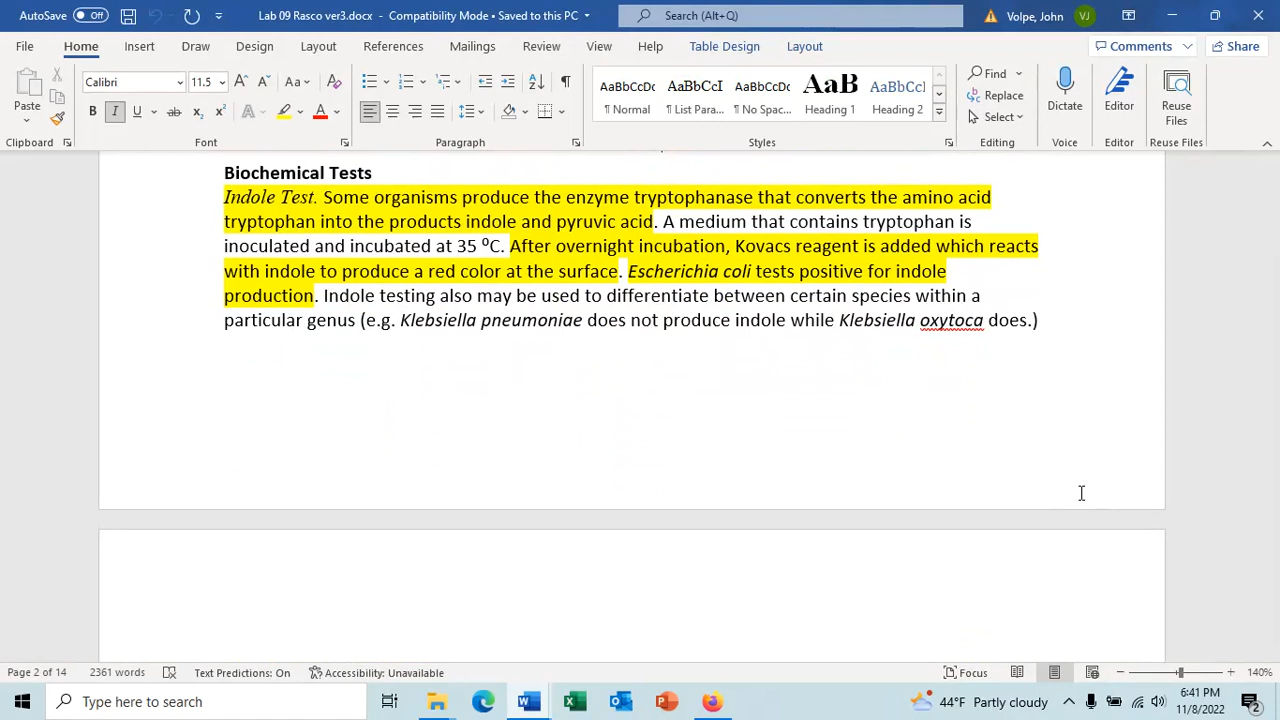 AutoSave Off Lab 09 Rasco ver3.docx - Compatibility Mode • Saved to this PC Search (Alt+Q) Volpe, John VJ
File Home Insert Draw Design Layout References Mailings Review View Help Table Design Layout Comments Share
Paste Calibri 11.5 AaBbCcDc AaBbCcI AaBbCcDc AaB AaBbCcI Find Replace Select Dictate Editor Reuse Files
¶ Normal ¶ List Para... ¶ No Spac... Heading 1 Heading 2
Clipboard Font Paragraph Styles Editing Voice Editor Reuse Files
Biochemical Tests
Indole Test. Some organisms produce the enzyme tryptophanase that converts the amino acid
tryptophan into the products indole and pyruvic acid. A medium that contains tryptophan is
inoculated and incubated at 35 ⁰C. After overnight incubation, Kovacs reagent is added which reacts
with indole to produce a red color at the surface. Escherichia coli tests positive for indole
production. Indole testing also may be used to differentiate between certain species within a
particular genus (e.g. Klebsiella pneumoniae does not produce indole while Klebsiella oxytoca does.)
Page 2 of 14 2361 words Text Predictions: On Accessibility: Unavailable Focus 140%
Type here to search 44°F Partly cloudy 6:41 PM
11/8/2022 2